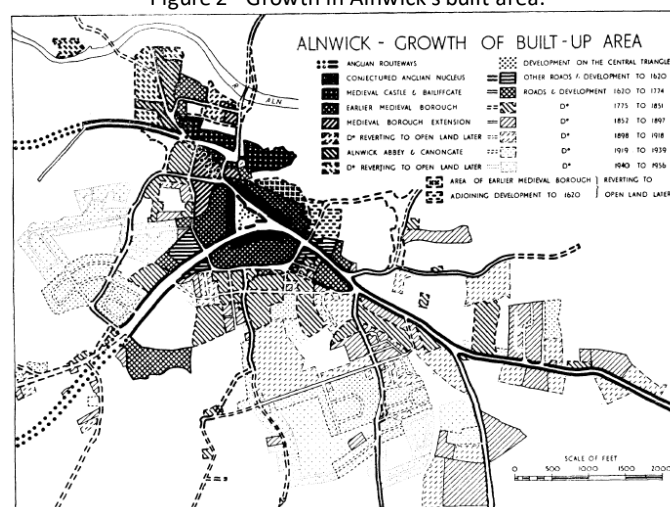 Figure 2 - Growth in Alnwick's built area.
ALNWICK - GROWTH OF BUILT-UP AREA
ANGLIAN ROUTEWAYS
CONJECTURED ANGLIAN NUCLEUS
MEDIEVAL CASTLE & BAILIFFGATE
EARLIER MEDIEVAL BOROUGH
MEDIEVAL BOROUGH EXTENSION
Dº REVERTING TO OPEN LAND LATER
ALNWICK ABBEY & CANONGATE
Dº REVERTING TO OPEN LAND LATER
DEVELOPMENT ON THE CENTRAL TRIANGLE
OTHER ROADS & DEVELOPMENT TO 1620
ROADS & DEVELOPMENT 1620 TO 1774
Dº 1775 TO 1851
Dº 1852 TO 1897
Dº 1898 TO 1918
Dº 1919 TO 1939
Dº 1940 TO 1956
AREA OF EARLIER MEDIEVAL BOROUGH
ADJOINING DEVELOPMENT TO 1620
REVERTING TO
OPEN LAND LATER
R
ALN
SCALE OF FEET
0 500 1000 1500 2000